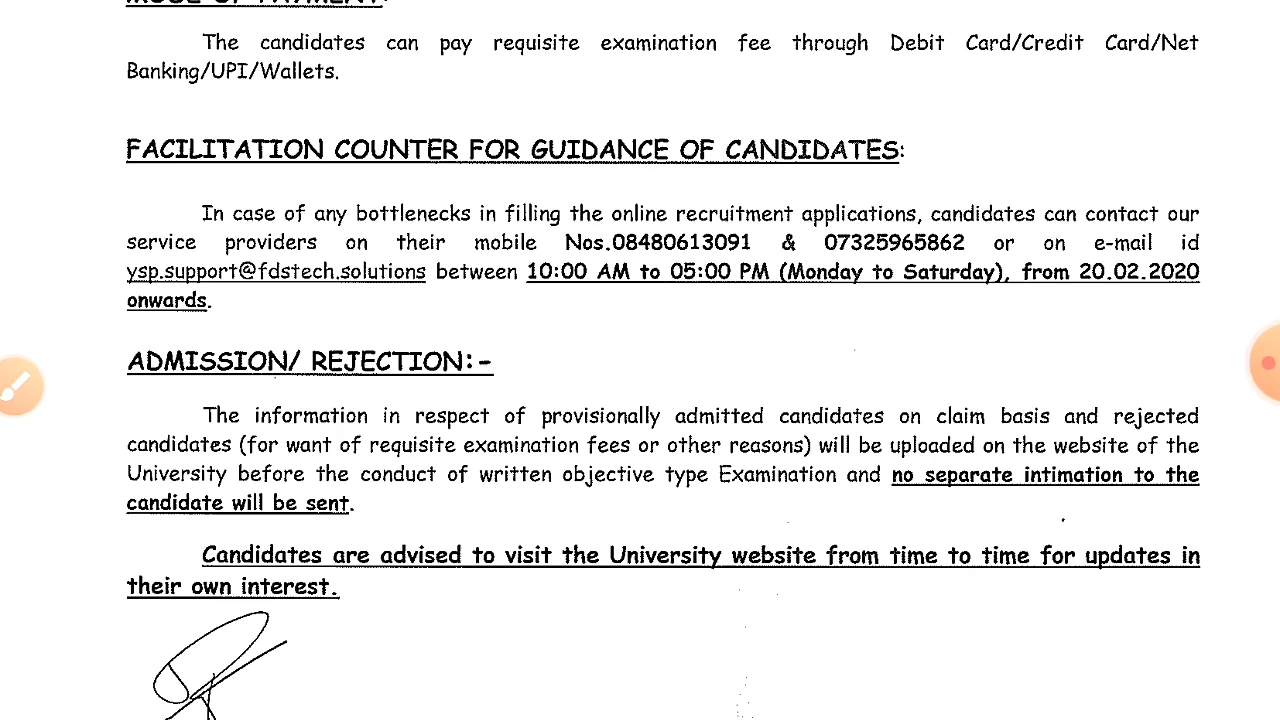 MODE OF PAYMENT:
The candidates can pay requisite examination fee through Debit Card/Credit Card/Net
Banking/UPI/Wallets.
FACILITATION COUNTER FOR GUIDANCE OF CANDIDATES:
In case of any bottlenecks in filling the online recruitment applications, candidates can contact our
service providers on their mobile Nos.08480613091 & 07325965862 or on e-mail id
ysp.support@fdstech.solutions between 10:00 AM to 05:00 PM (Monday to Saturday), from 20.02.2020
onwards.
ADMISSION/ REJECTION:-
The information in respect of provisionally admitted candidates on claim basis and rejected
candidates (for want of requisite examination fees or other reasons) will be uploaded on the website of the
University before the conduct of written objective type Examination and no separate intimation to the
candidate will be sent.
Candidates are advised to visit the University website from time to time for updates in
their own interest.